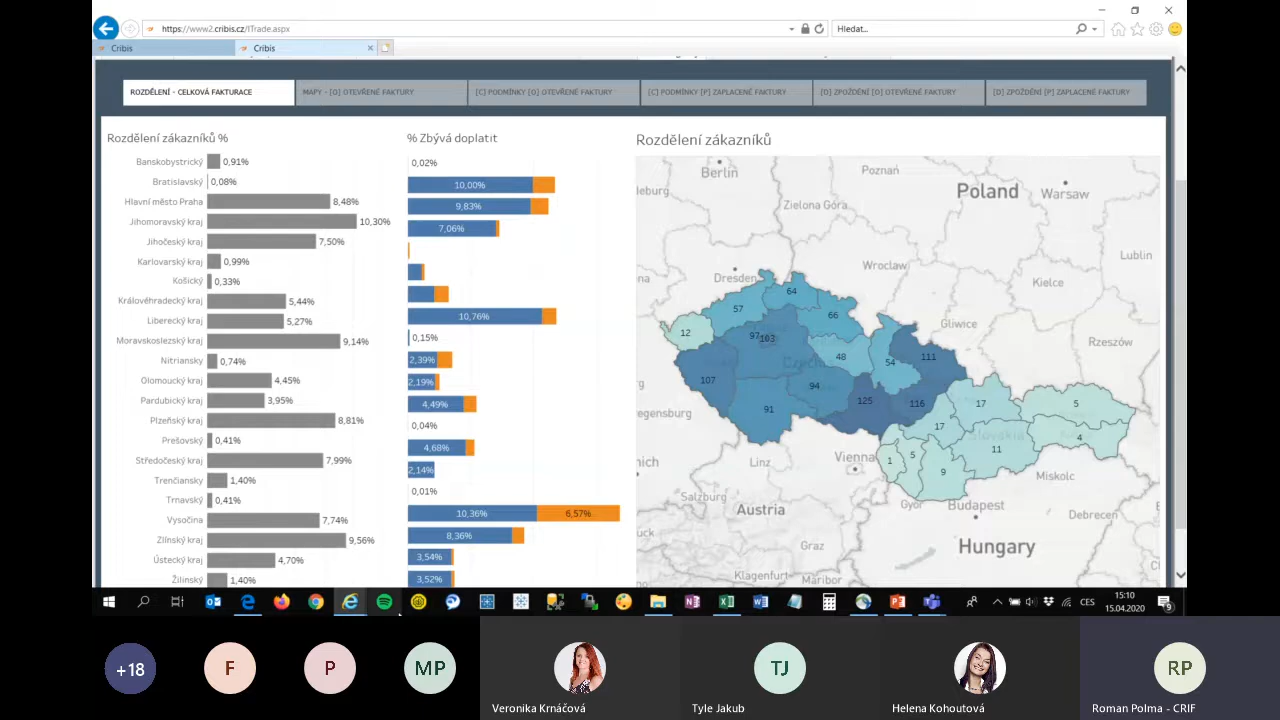 https://www2.cribis.cz/ITrade.aspx
Hledat...
Cribis
Cribis
ROZDĚLENÍ - CELKOVÁ FAKTURACE
MAPY - [O] OTEVŘENÉ FAKTURY
[C] PODMÍNKY [O] OTEVŘENÉ FAKTURY
[C] PODMÍNKY [P] ZAPLACENÉ FAKTURY
[D] ZPOŽDĚNÍ [O] OTEVŘENÉ FAKTURY
[D] ZPOŽDĚNÍ [P] ZAPLACENÉ FAKTURY
Rozdělení zákazníků %
Banskobystrický 0,91%
Bratislavský 0,08%
Hlavní město Praha 8,48%
Jihomoravský kraj 10,30%
Jihočeský kraj 7,50%
Karlovarský kraj 0,99%
Košický 0,33%
Královéhradecký kraj 5,44%
Liberecký kraj 5,27%
Moravskoslezský kraj 9,14%
Nitriansky 0,74%
Olomoucký kraj 4,45%
Pardubický kraj 3,95%
Plzeňský kraj 8,81%
Prešovský 0,41%
Středočeský kraj 7,99%
Trenčiansky 1,40%
Trnavský 0,41%
Vysočina 7,74%
Zlínský kraj 9,56%
Ústecký kraj 4,70%
Žilinský 1,40%
% Zbývá doplatit
0,02%
10,00%
9,83%
7,06%
10,76%
0,15%
2,39%
2,19%
4,49%
0,04%
4,68%
2,14%
0,01%
10,36% 6,57%
8,36%
3,54%
3,52%
Rozdělení zákazníků
Berlin
Poznań
Poland
Warsaw
leburg
Zielona Góra
Lublin
na
Dresden
Wrocław
Kielce
64
57
66
12
97
103
Gliwice
Rzeszów
48
54
111
Czech
107
94
125
116
91
17
5
17
4
Slovakia
11
egensburg
Linz
Vienna
1
5
9
Miskolc
nich
Salzburg
Austria
Győr
Budapest
Debrecen
Graz
Hungary
Klagenfurt
Maribor
CES
15:10
15.04.2020
9
+18
F
P
MP
TJ
RP
Veronika Krnáčová
Tyle Jakub
Helena Kohoutová
Roman Polma - CRIF